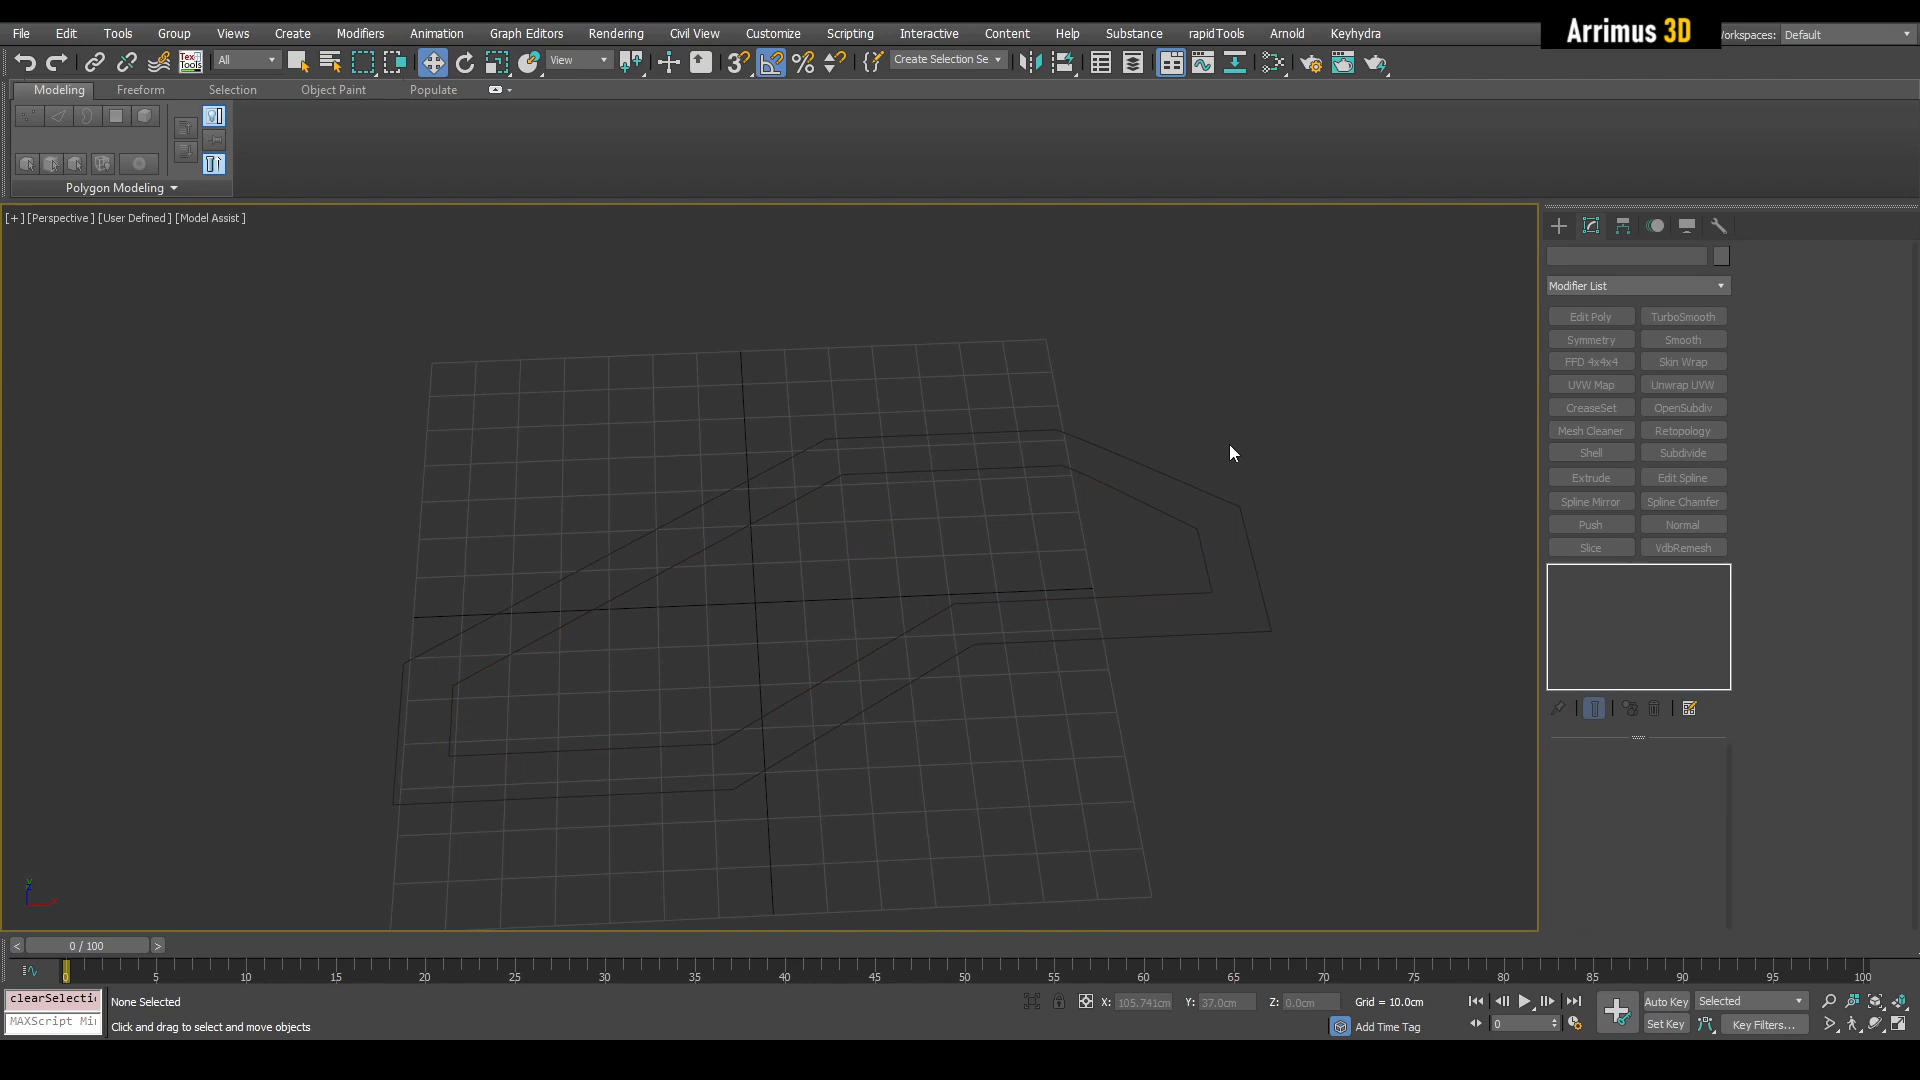 Arrimus 3D
File Edit Tools Group Views Create Modifiers Animation Graph Editors Rendering Civil View Customize Scripting Interactive Content Help Substance rapidTools Arnold Keyhydra orkspaces: Default
Tex Tools All View 3 Create Selection Se
Modeling Freeform Selection Object Paint Populate
Polygon Modeling
[+] [Perspective ] [User Defined ] [Model Assist ]
Modifier List
Edit Poly TurboSmooth
Symmetry Smooth
FFD 4x4x4 Skin Wrap
UVW Map Unwrap UVW
CreaseSet OpenSubdiv
Mesh Cleaner Retopology
Shell Subdivide
Extrude Edit Spline
Spline Mirror Spline Chamfer
Push Normal
Slice VdbRemesh
< 0 / 100 >
0 5 10 15 20 25 30 35 40 45 50 55 60 65 70 75 80 85 90 95 100
clearSelecti None Selected X: 105.741cm Y: 37.0cm Z: 0.0cm Grid = 10.0cm Auto Key Selected
MAXScript Mi Click and drag to select and move objects Add Time Tag 0 Set Key Key Filters...